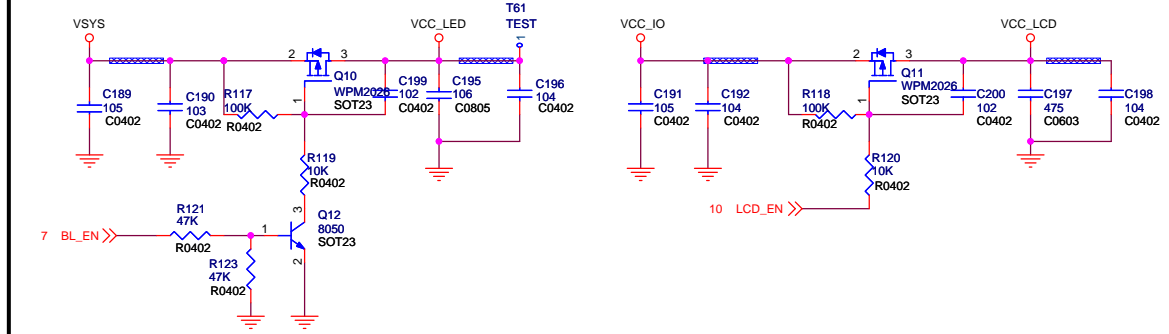 VSYS
VCC_LED
T61
TEST
1
VCC_IO
VCC_LCD
2
3
Q10
WPM2026
SOT23
1
C189
105
C0402
C190
103
C0402
R117
100K
R0402
C199
102
C0402
C195
106
C0805
C196
104
C0402
R119
10K
R0402
3
Q12
8050
SOT23
1
2
7 BL_EN
R121
47K
R0402
R123
47K
R0402
2
3
Q11
WPM2026
SOT23
1
C191
105
C0402
C192
104
C0402
R118
100K
R0402
C200
102
C0402
C197
475
C0603
C198
104
C0402
R120
10K
R0402
10 LCD_EN